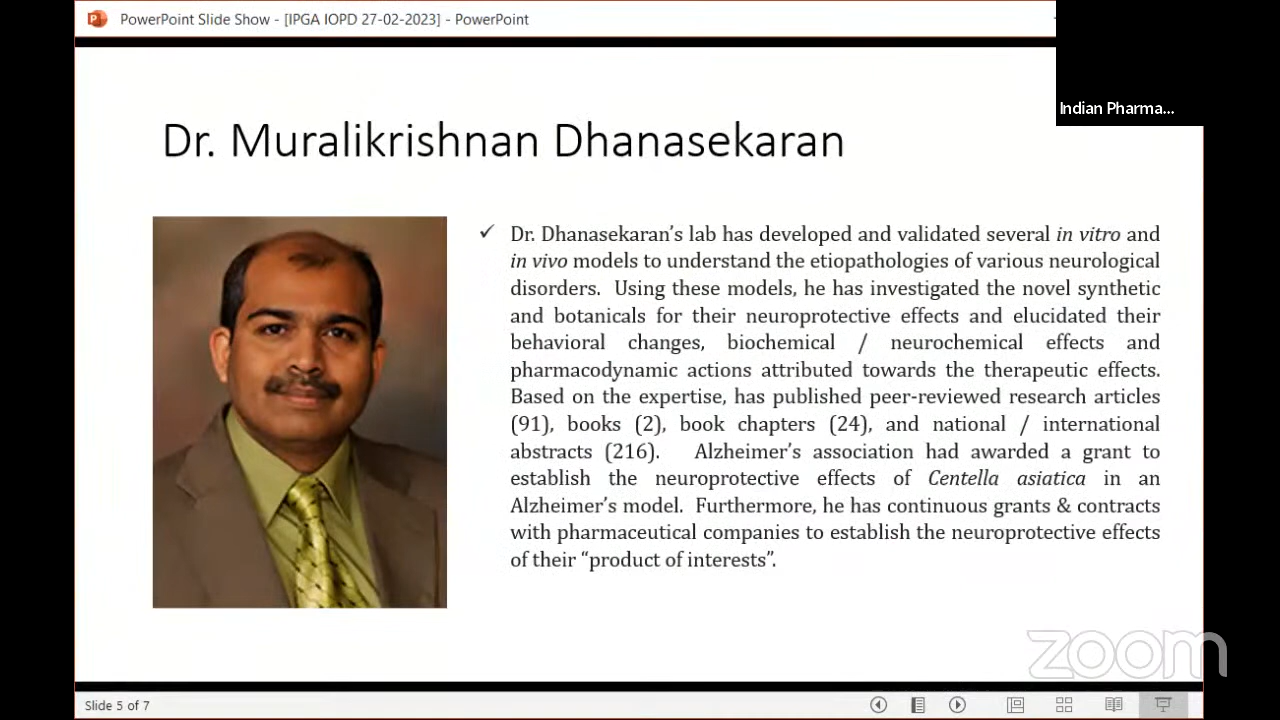 PowerPoint Slide Show - [IPGA IOPD 27-02-2023] - PowerPoint
Indian Pharma...
Dr. Muralikrishnan Dhanasekaran
✓ Dr. Dhanasekaran’s lab has developed and validated several in vitro and
in vivo models to understand the etiopathologies of various neurological
disorders. Using these models, he has investigated the novel synthetic
and botanicals for their neuroprotective effects and elucidated their
behavioral changes, biochemical / neurochemical effects and
pharmacodynamic actions attributed towards the therapeutic effects.
Based on the expertise, has published peer-reviewed research articles
(91), books (2), book chapters (24), and national / international
abstracts (216). Alzheimer’s association had awarded a grant to
establish the neuroprotective effects of Centella asiatica in an
Alzheimer’s model. Furthermore, he has continuous grants & contracts
with pharmaceutical companies to establish the neuroprotective effects
of their “product of interests”.
zoom
Slide 5 of 7